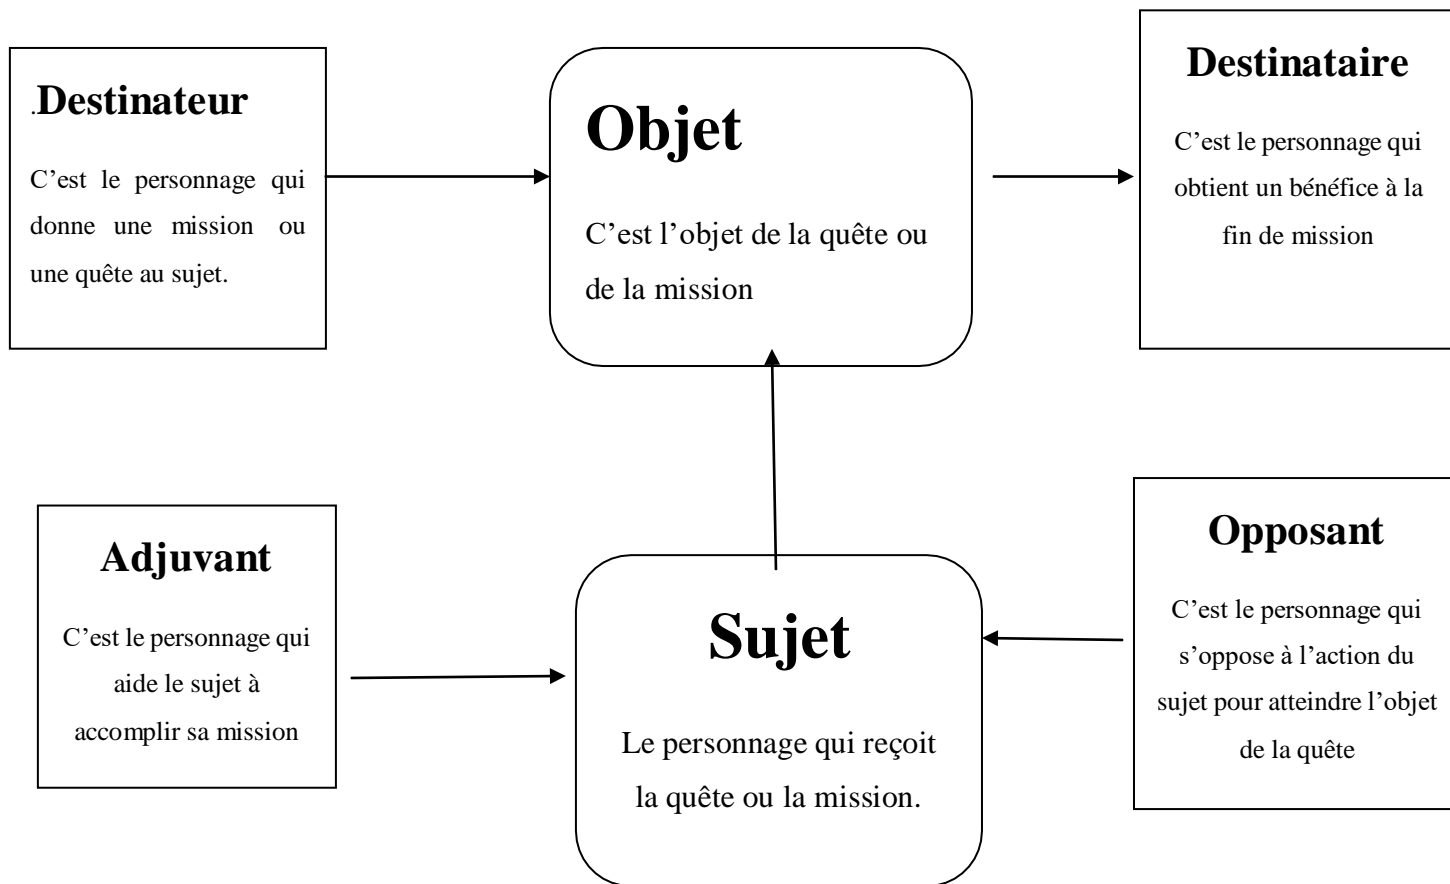 .Destinateur
C’est le personnage qui
donne une mission ou
une quête au sujet.
Objet
C’est l’objet de la quête ou
de la mission
Destinataire
C’est le personnage qui
obtient un bénéfice à la
fin de mission
Adjuvant
C’est le personnage qui
aide le sujet à
accomplir sa mission
Sujet
Le personnage qui reçoit
la quête ou la mission.
Opposant
C’est le personnage qui
s’oppose à l’action du
sujet pour atteindre l’objet
de la quête